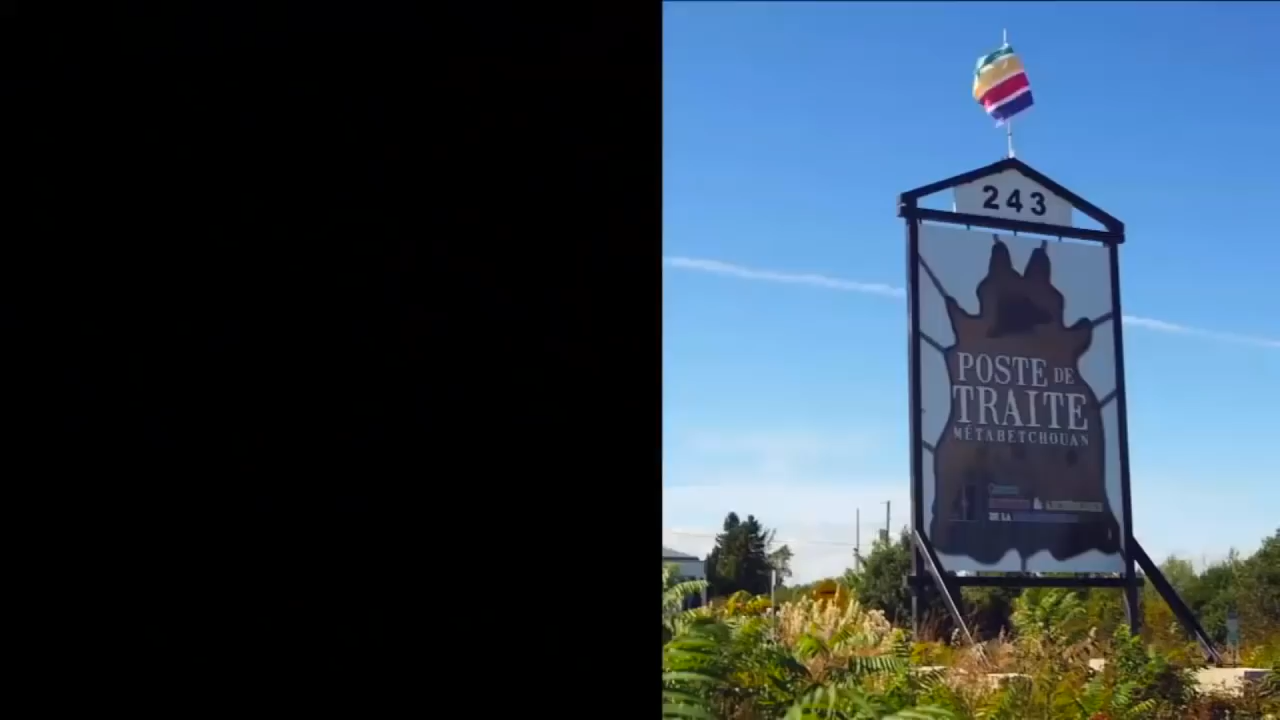 243
POSTE DE
TRAITE
MÉTABETCHOUAN
&
DE LA